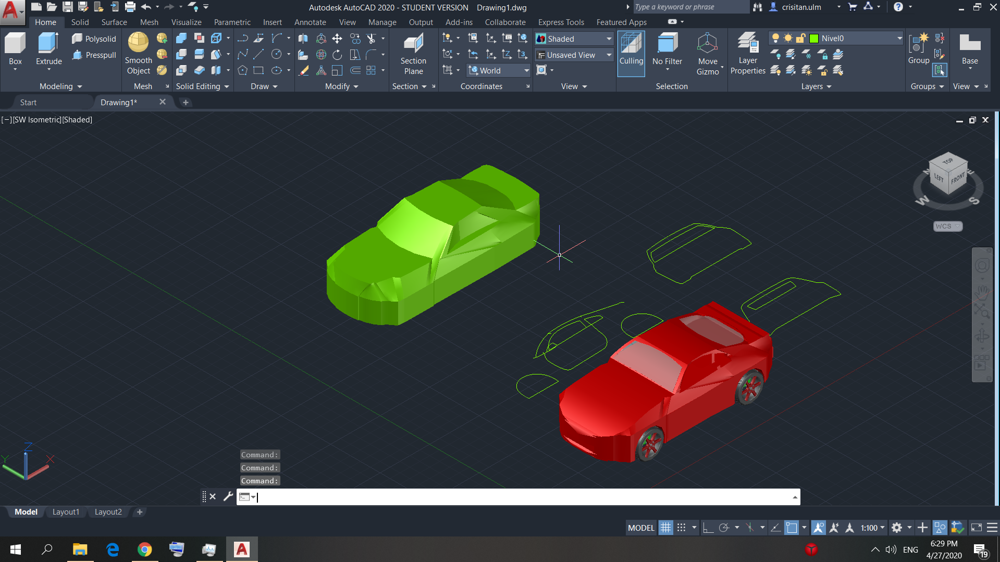 Autodesk AutoCAD 2020 - STUDENT VERSION Drawing1.dwg
Type a keyword or phrase
crisitan.ulm
Home Solid Surface Mesh Visualize Parametric Insert Annotate View Manage Output Add-ins Collaborate Express Tools Featured Apps
Box
Extrude
Polysolid
Presspull
Modeling
Smooth
Object
Mesh
Solid Editing
Draw
Modify
Section
Plane
Section
World
Coordinates
Shaded
Unsaved View
View
Culling
No Filter
Move
Gizmo
Selection
Layer
Properties
Nivel0
Layers
Group
Groups
Base
View
Start
Drawing1*
[−][SW Isometric][Shaded]
TOP
LEFT
FRONT
N
E
W
S
WCS
Z
Y
X
Command:
Command:
Command:
Model
Layout1
Layout2
MODEL
1:100
ENG
6:29 PM
4/27/2020
19